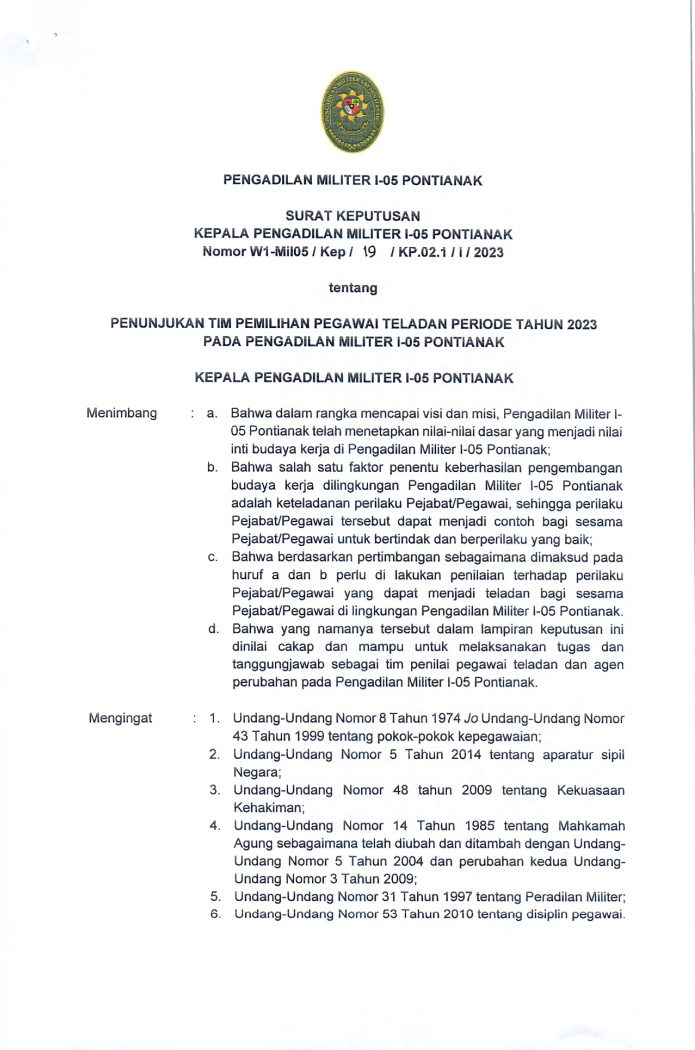 PENGADILAN MILITER I-05 PONTIANAK
SURAT KEPUTUSAN
KEPALA PENGADILAN MILITER I-05 PONTIANAK
Nomor W1-Mil05 / Kep / 19 / KP.02.1 / I / 2023
tentang
PENUNJUKAN TIM PEMILIHAN PEGAWAI TELADAN PERIODE TAHUN 2023
PADA PENGADILAN MILITER I-05 PONTIANAK
KEPALA PENGADILAN MILITER I-05 PONTIANAK
Menimbang : a. Bahwa dalam rangka mencapai visi dan misi, Pengadilan Militer I-
05 Pontianak telah menetapkan nilai-nilai dasar yang menjadi nilai
inti budaya kerja di Pengadilan Militer I-05 Pontianak;
b. Bahwa salah satu faktor penentu keberhasilan pengembangan
budaya kerja dilingkungan Pengadilan Militer I-05 Pontianak
adalah keteladanan perilaku Pejabat/Pegawai, sehingga perilaku
Pejabat/Pegawai tersebut dapat menjadi contoh bagi sesama
Pejabat/Pegawai untuk bertindak dan berperilaku yang baik;
c. Bahwa berdasarkan pertimbangan sebagaimana dimaksud pada
huruf a dan b perlu di lakukan penilaian terhadap perilaku
Pejabat/Pegawai yang dapat menjadi teladan bagi sesama
Pejabat/Pegawai di lingkungan Pengadilan Militer I-05 Pontianak.
d. Bahwa yang namanya tersebut dalam lampiran keputusan ini
dinilai cakap dan mampu untuk melaksanakan tugas dan
tanggungjawab sebagai tim penilai pegawai teladan dan agen
perubahan pada Pengadilan Militer I-05 Pontianak.
Mengingat : 1. Undang-Undang Nomor 8 Tahun 1974 Jo Undang-Undang Nomor
43 Tahun 1999 tentang pokok-pokok kepegawaian;
2. Undang-Undang Nomor 5 Tahun 2014 tentang aparatur sipil
Negara;
3. Undang-Undang Nomor 48 tahun 2009 tentang Kekuasaan
Kehakiman;
4. Undang-Undang Nomor 14 Tahun 1985 tentang Mahkamah
Agung sebagaimana telah diubah dan ditambah dengan Undang-
Undang Nomor 5 Tahun 2004 dan perubahan kedua Undang-
Undang Nomor 3 Tahun 2009;
5. Undang-Undang Nomor 31 Tahun 1997 tentang Peradilan Militer;
6. Undang-Undang Nomor 53 Tahun 2010 tentang disiplin pegawai.